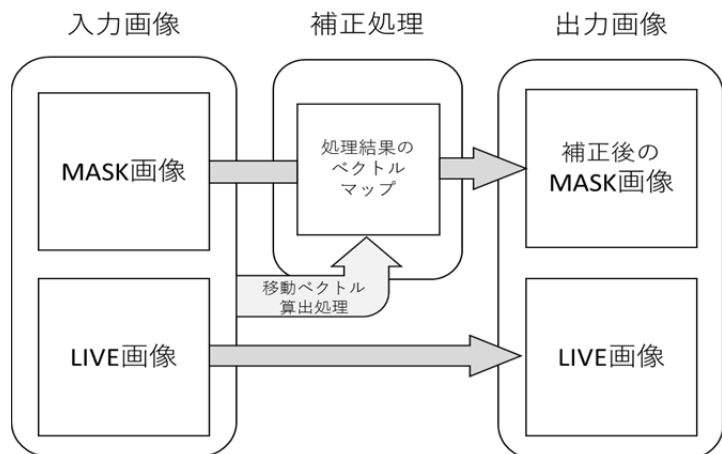 入力画像
補正処理
出力画像
MASK画像
処理結果の
ベクトル
マップ
補正後の
MASK画像
移動ベクトル
算出処理
LIVE画像
LIVE画像